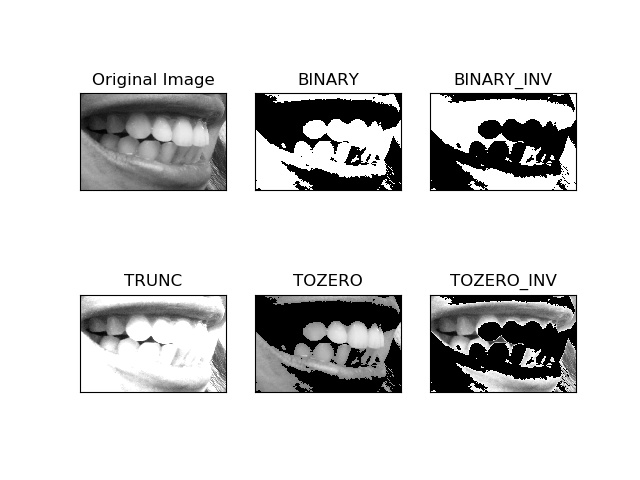 Original Image
BINARY
BINARY_INV
TRUNC
TOZERO
TOZERO_INV